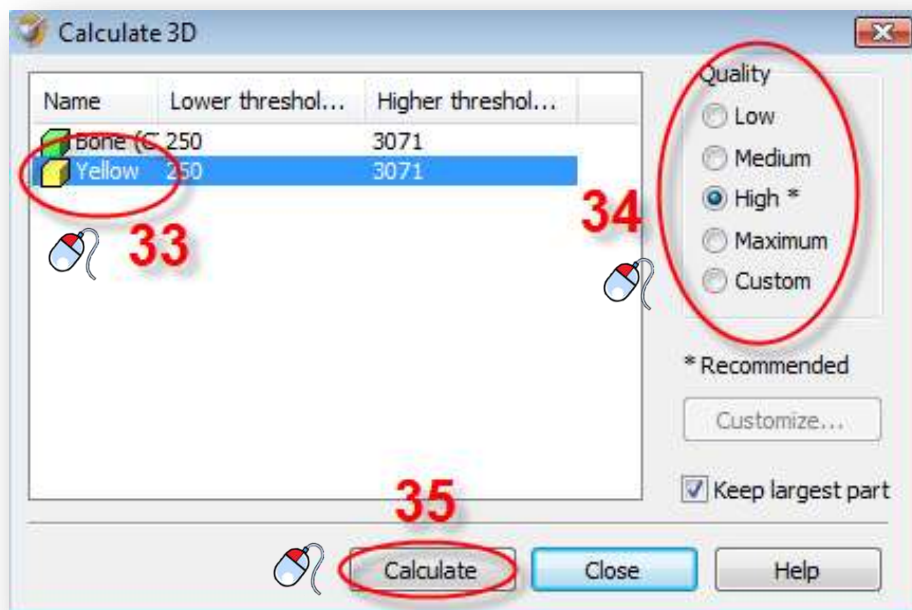 Calculate 3D
Name Lower threshol... Higher threshol...
Bone (C 250 3071
Yellow 250 3071
33
Quality
Low
Medium
High *
Maximum
Custom
34
* Recommended
Customize...
Keep largest part
35
Calculate Close Help